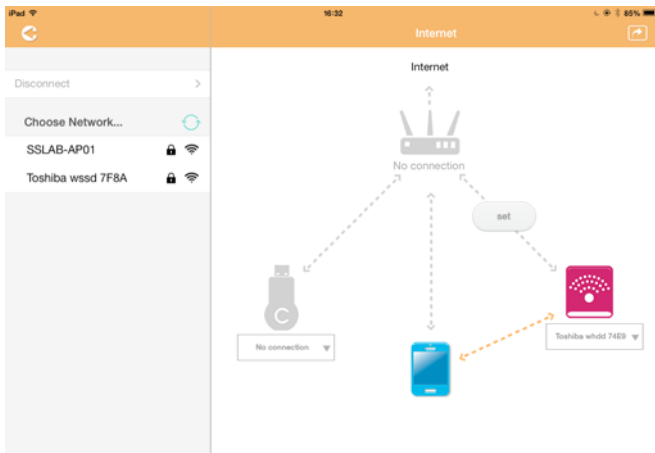 iPad 16:32 85%
Internet
Disconnect
Choose Network...
SSLAB-AP01
Toshiba wssd 7F8A
Internet
No connection
set
C
No connection
Toshiba whdd 74E9